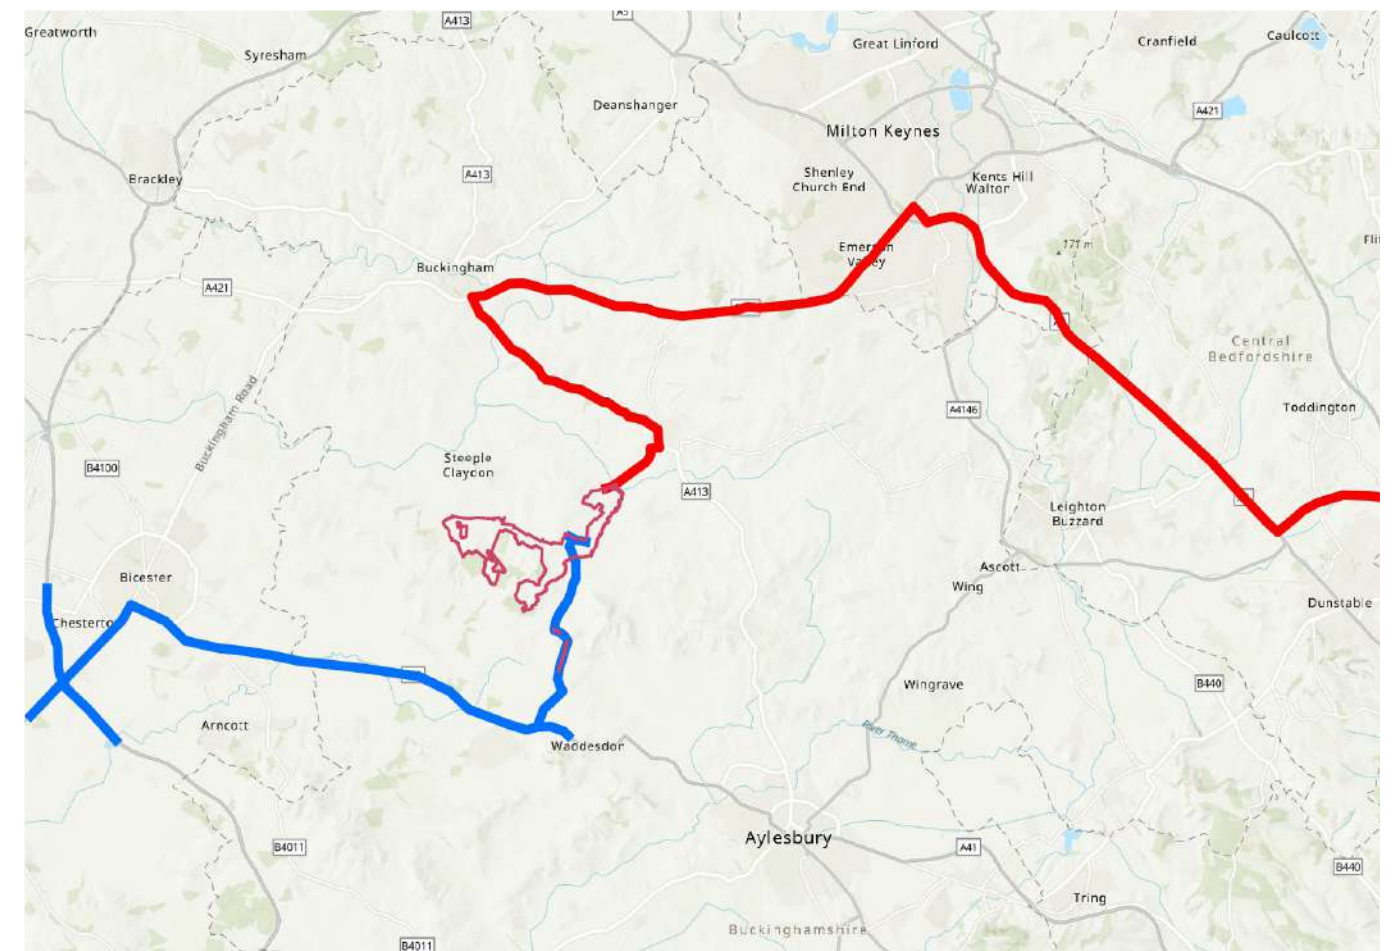 Greatworth
A413
A5
Syresham
Great Linford
Cranfield
Caulcott
Deanshanger
A421
Milton Keynes
Brackley
A413
Shenley
Church End
Kents Hill
Walton
171 m
Buckingham
A421
Central
Bedfordshire
Toddington
A4146
Buckingham Road
B4100
Steeple
Claydon
A413
Leighton
Buzzard
Bicester
Ascott
Wing
Dunstable
Wingrave
B440
Arncott
River Thame
Waddesdon
Aylesbury
B4011
A41
B440
Tring
Buckinghamshire
B4011